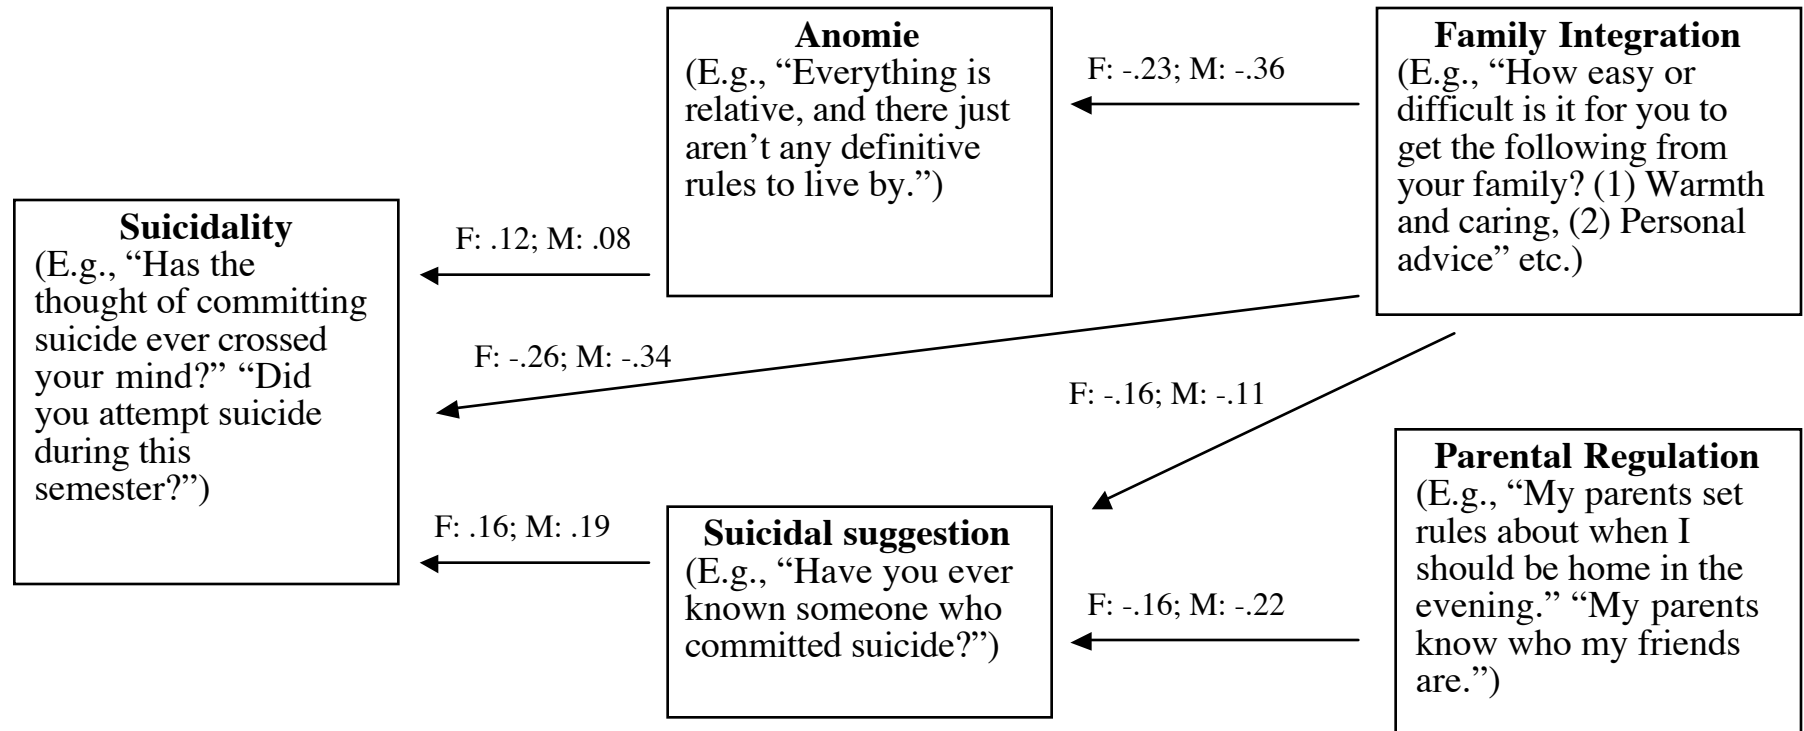 Anomie
(E.g., “Everything is
relative, and there just
aren’t any definitive
rules to live by.”)
F: -.23; M: -.36
Family Integration
(E.g., “How easy or
difficult is it for you to
get the following from
your family? (1) Warmth
and caring, (2) Personal
advice” etc.)
Suicidality
(E.g., “Has the
thought of committing
suicide ever crossed
your mind?” “Did
you attempt suicide
during this
semester?”)
F: .12; M: .08
F: -.26; M: -.34
F: -.16; M: -.11
F: .16; M: .19
Suicidal suggestion
(E.g., “Have you ever
known someone who
committed suicide?”)
F: -.16; M: -.22
Parental Regulation
(E.g., “My parents set
rules about when I
should be home in the
evening.” “My parents
know who my friends
are.”)